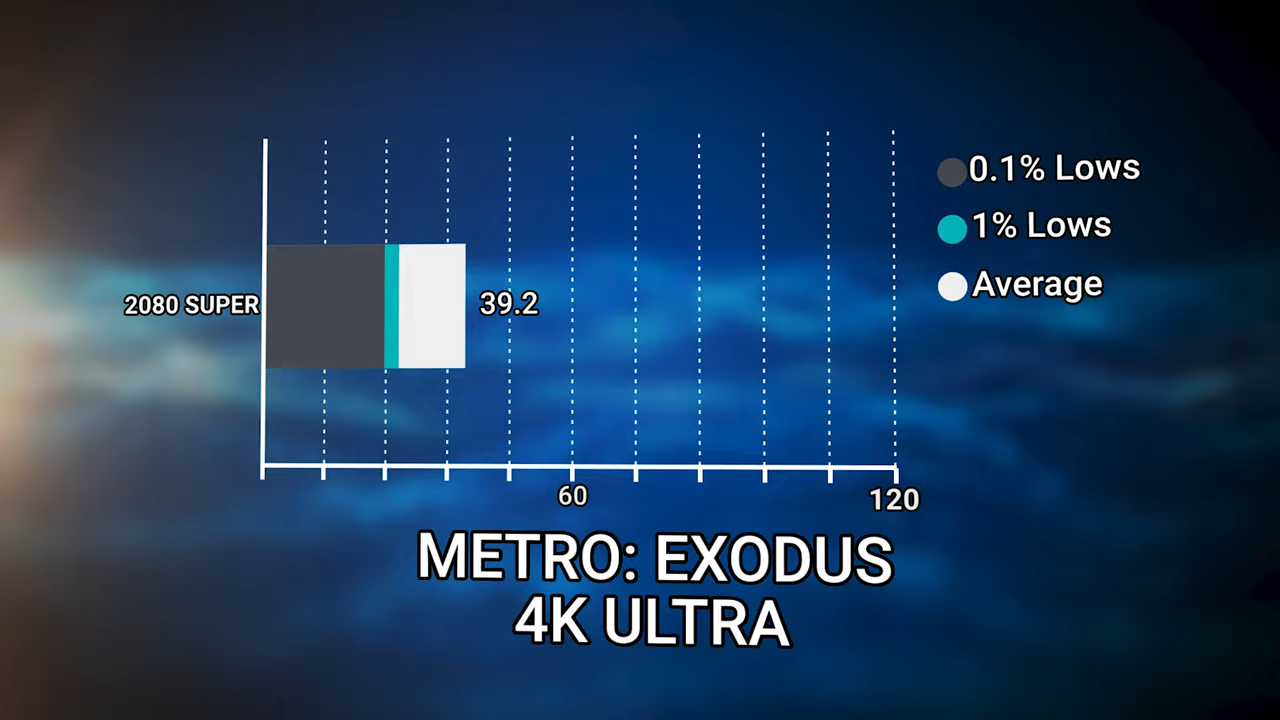 0.1% Lows
1% Lows
Average
2080 SUPER
39.2
60
120
METRO: EXODUS
4K ULTRA